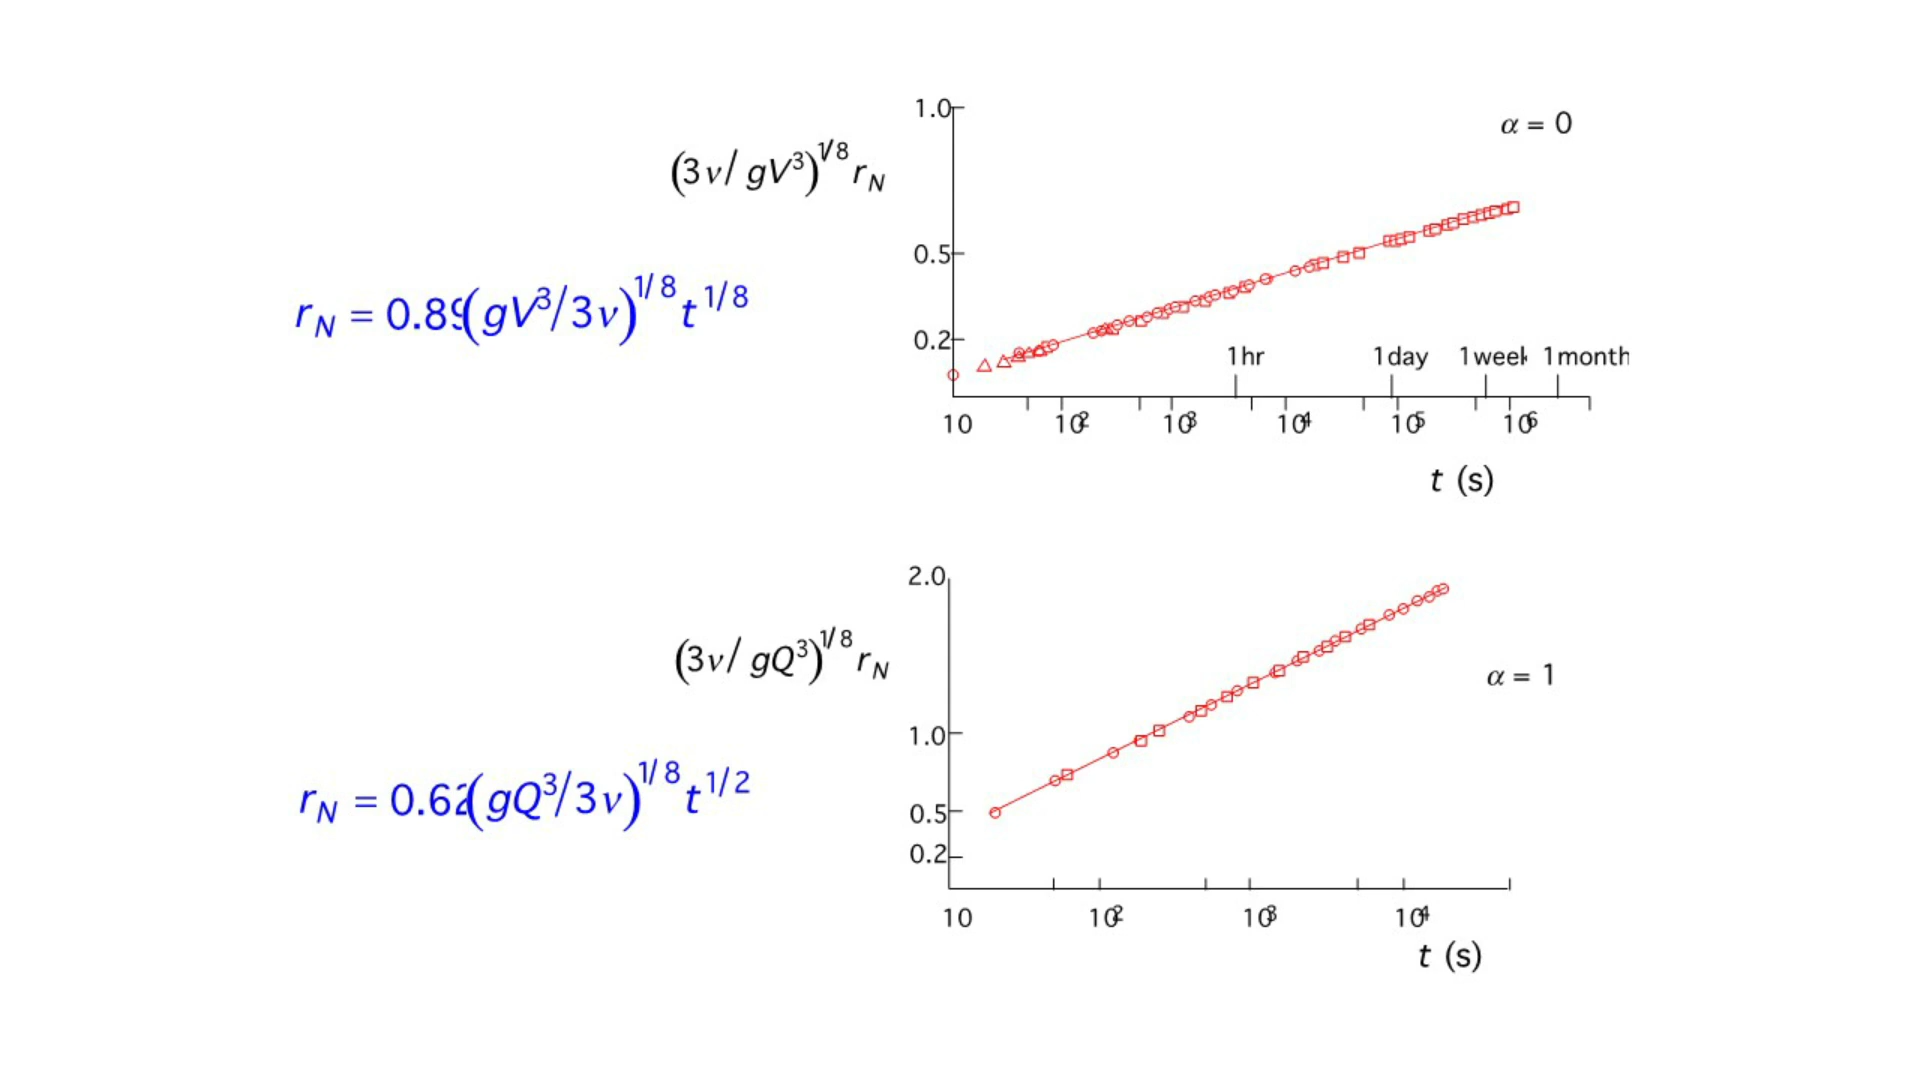 1.0
α = 0
(3ν/ gV³)^1/8 r_N
0.5
r_N = 0.89(gV³/3ν)^1/8 t^1/8
0.2
1hr 1day 1week 1month
10 10² 10³ 10⁴ 10⁵ 10⁶
t (s)
2.0
(3ν/ gQ³)^1/8 r_N
α = 1
1.0
r_N = 0.62(gQ³/3ν)^1/8 t^1/2
0.5
0.2
10 10² 10³ 10⁴
t (s)